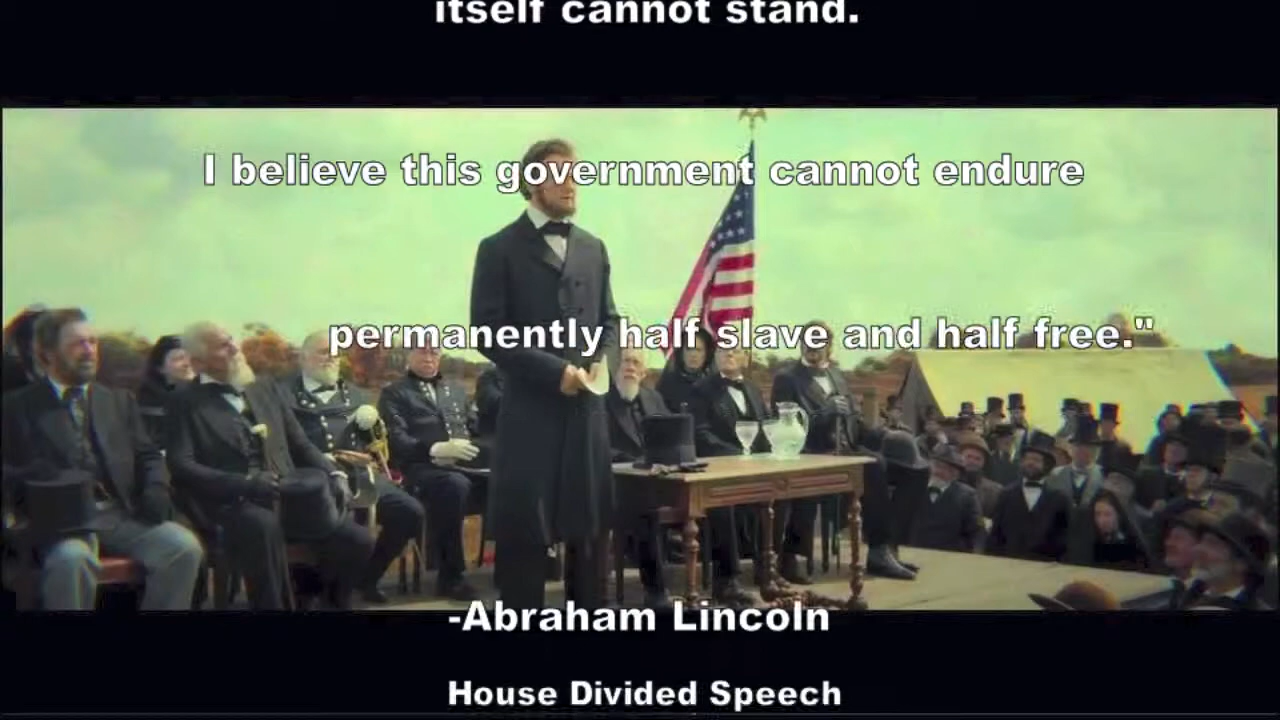 itself cannot stand.
I believe this government cannot endure
permanently half slave and half free."
-Abraham Lincoln
House Divided Speech